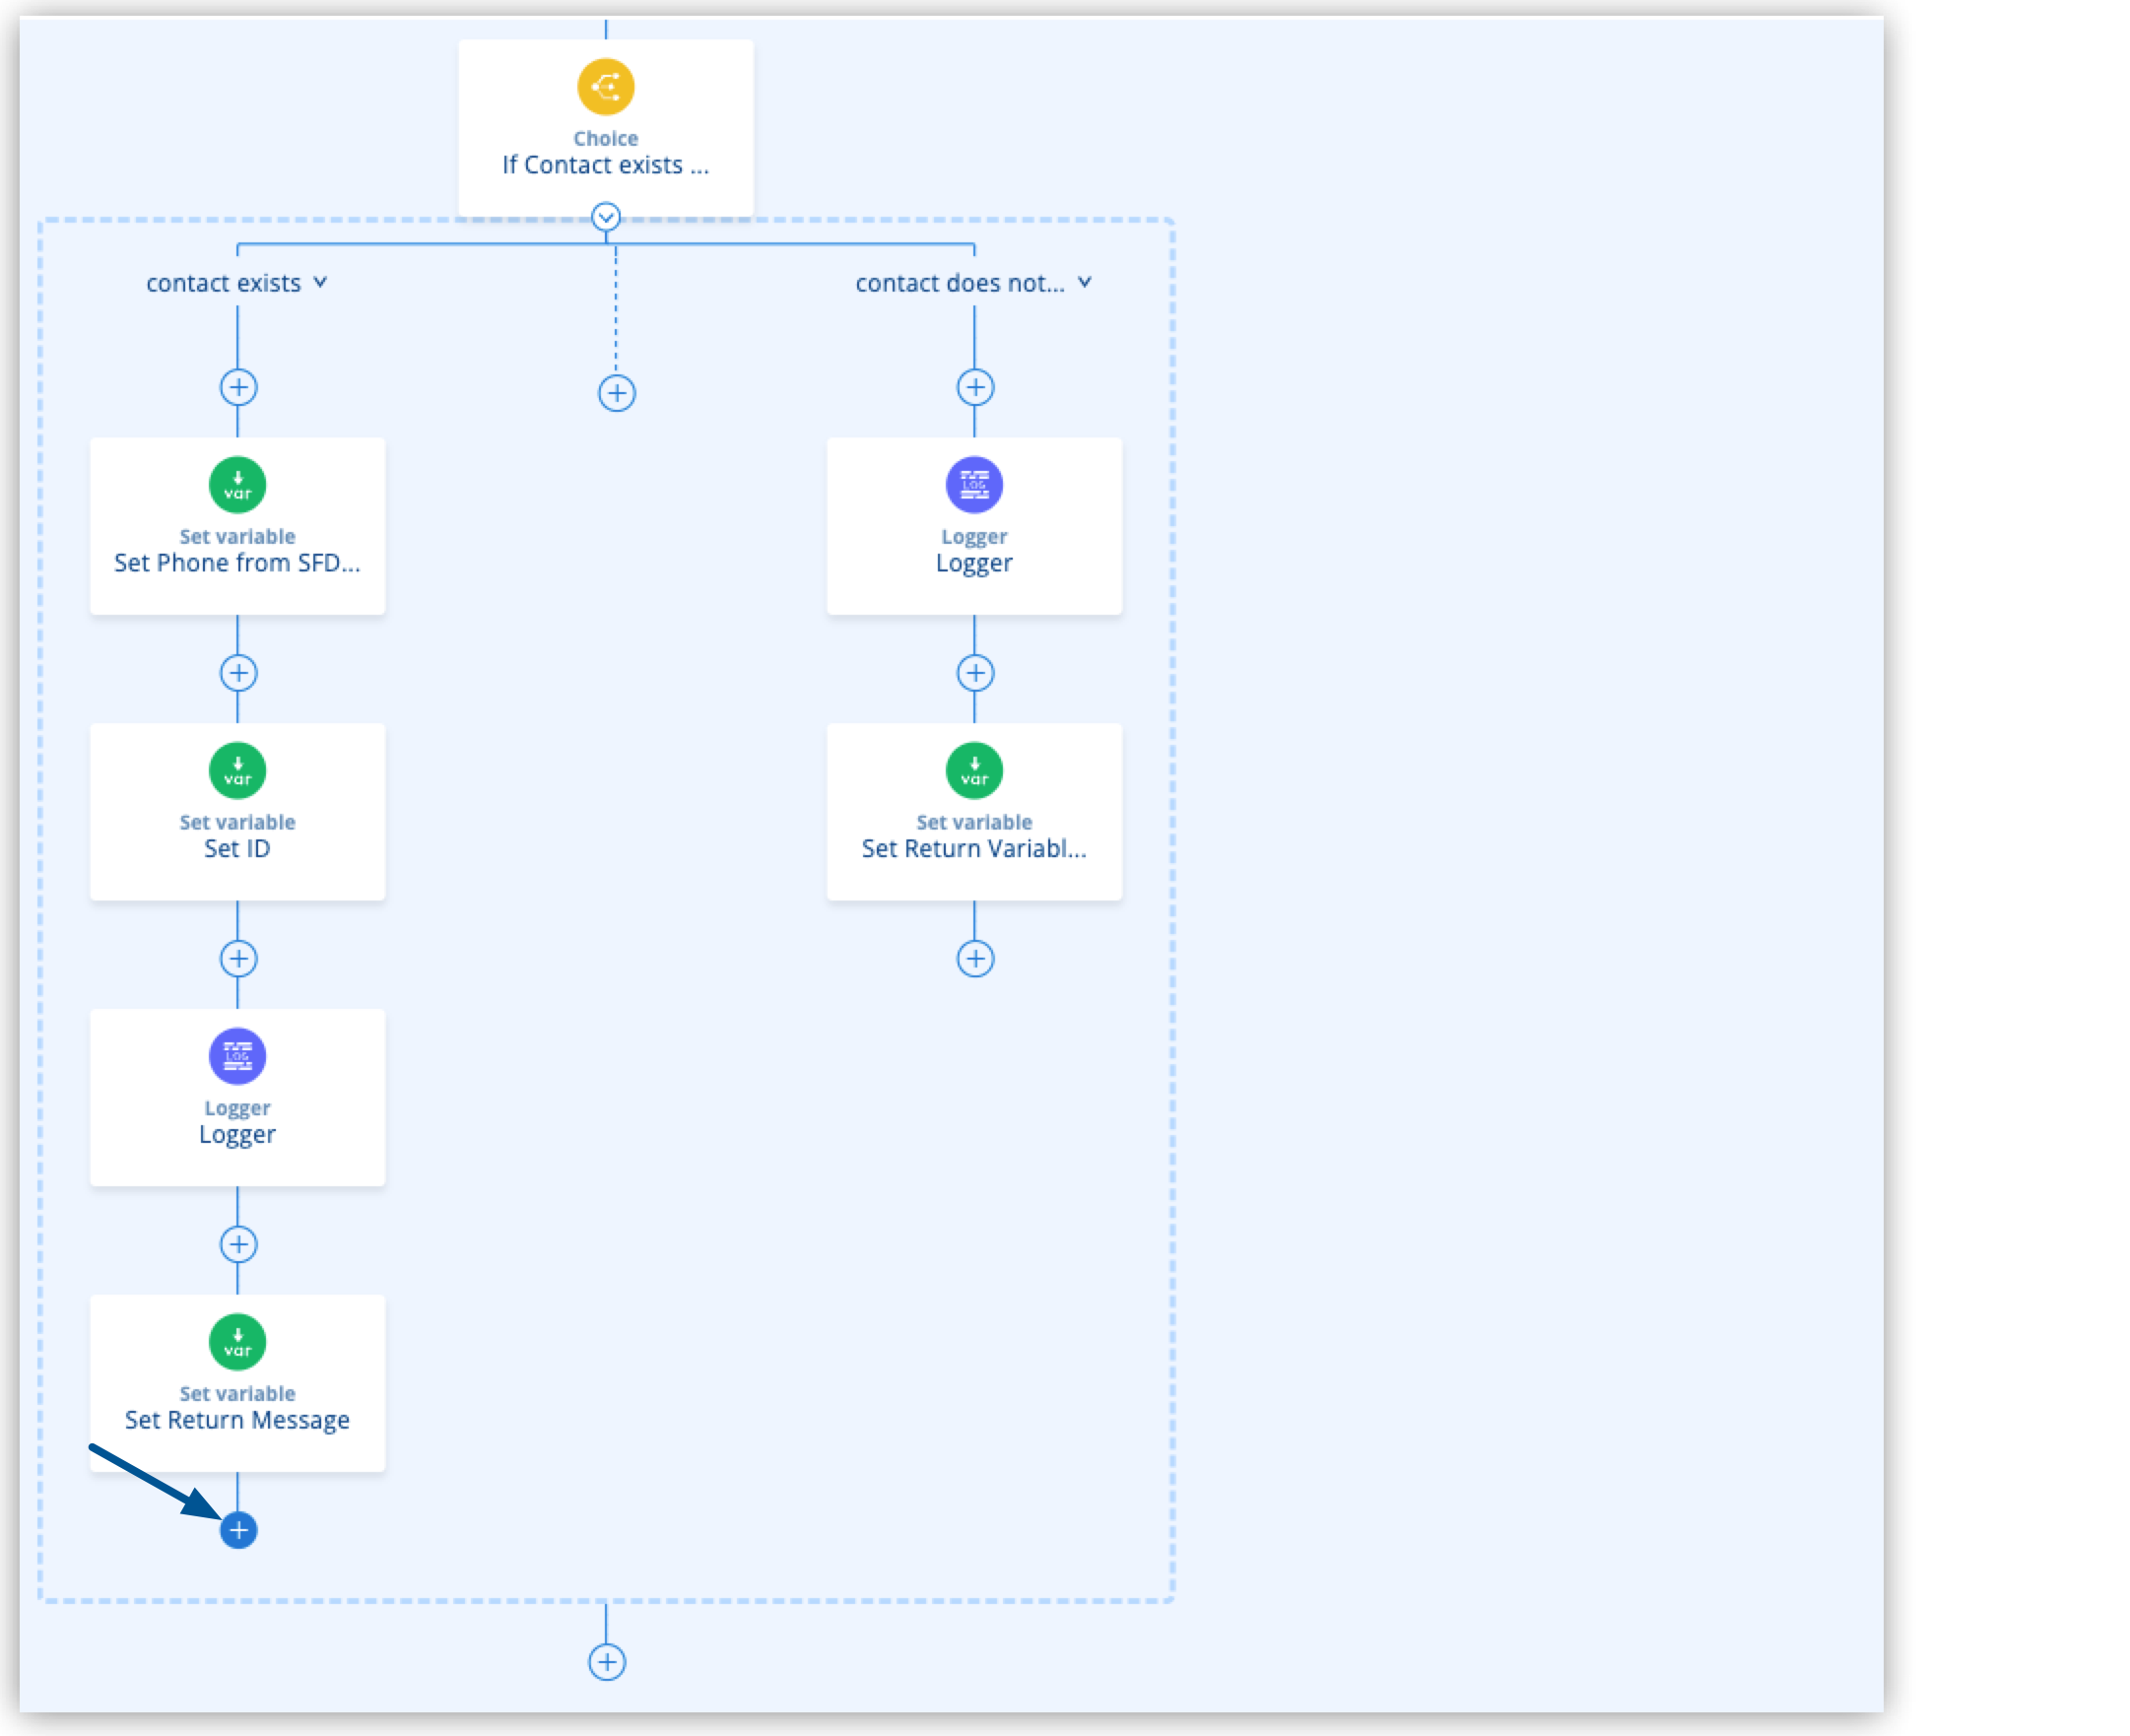 Choice
If Contact exists ...
contact exists
contact does not...
var
Set variable
Set Phone from SFD...
LOG
Logger
Logger
var
Set variable
Set ID
var
Set variable
Set Return Variabl...
LOG
Logger
Logger
var
Set variable
Set Return Message